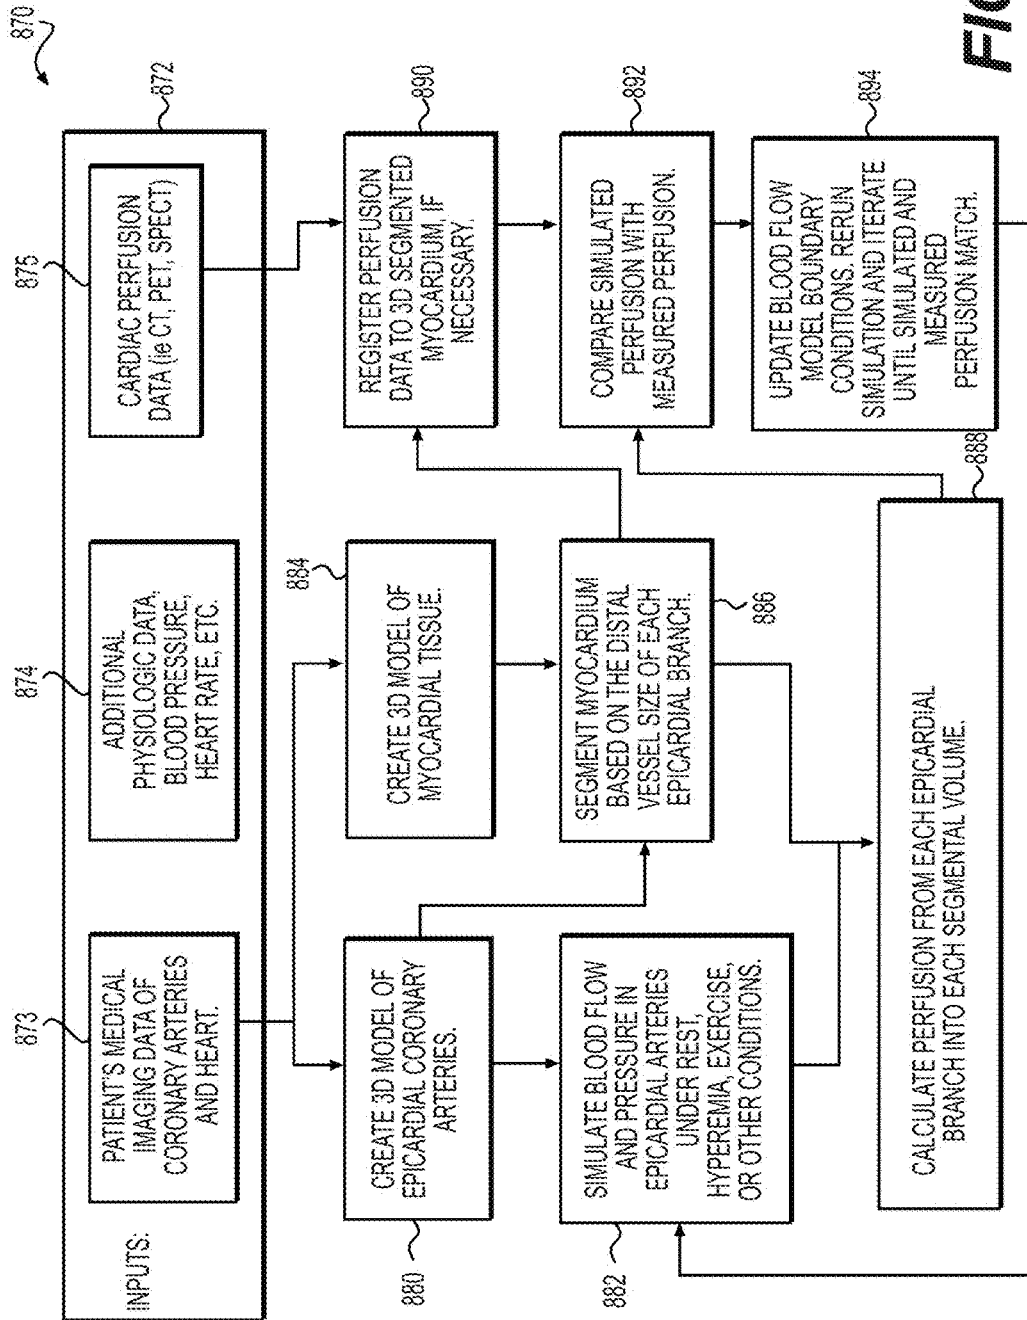 870
872
INPUTS:
873
PATIENT'S MEDICAL
IMAGING DATA OF
CORONARY ARTERIES
AND HEART.
874
ADDITIONAL
PHYSIOLOGIC DATA,
BLOOD PRESSURE,
HEART RATE, ETC.
875
CARDIAC PERFUSION
DATA (ie CT, PET, SPECT)
880
CREATE 3D MODEL OF
EPICARDIAL CORONARY
ARTERIES.
884
CREATE 3D MODEL OF
MYOCARDIAL TISSUE.
890
REGISTER PERFUSION
DATA TO 3D SEGMENTED
MYOCARDIUM, IF
NECESSARY.
882
SIMULATE BLOOD FLOW
AND PRESSURE IN
EPICARDIAL ARTERIES
UNDER REST,
HYPEREMIA, EXERCISE,
OR OTHER CONDITIONS.
886
SEGMENT MYOCARDIUM
BASED ON THE DISTAL
VESSEL SIZE OF EACH
EPICARDIAL BRANCH.
892
COMPARE SIMULATED
PERFUSION WITH
MEASURED PERFUSION.
888
CALCULATE PERFUSION FROM EACH EPICARDIAL
BRANCH INTO EACH SEGMENTAL VOLUME.
894
UPDATE BLOOD FLOW
MODEL BOUNDARY
CONDITIONS. RERUN
SIMULATION AND ITERATE
UNTIL SIMULATED AND
MEASURED
PERFUSION MATCH.